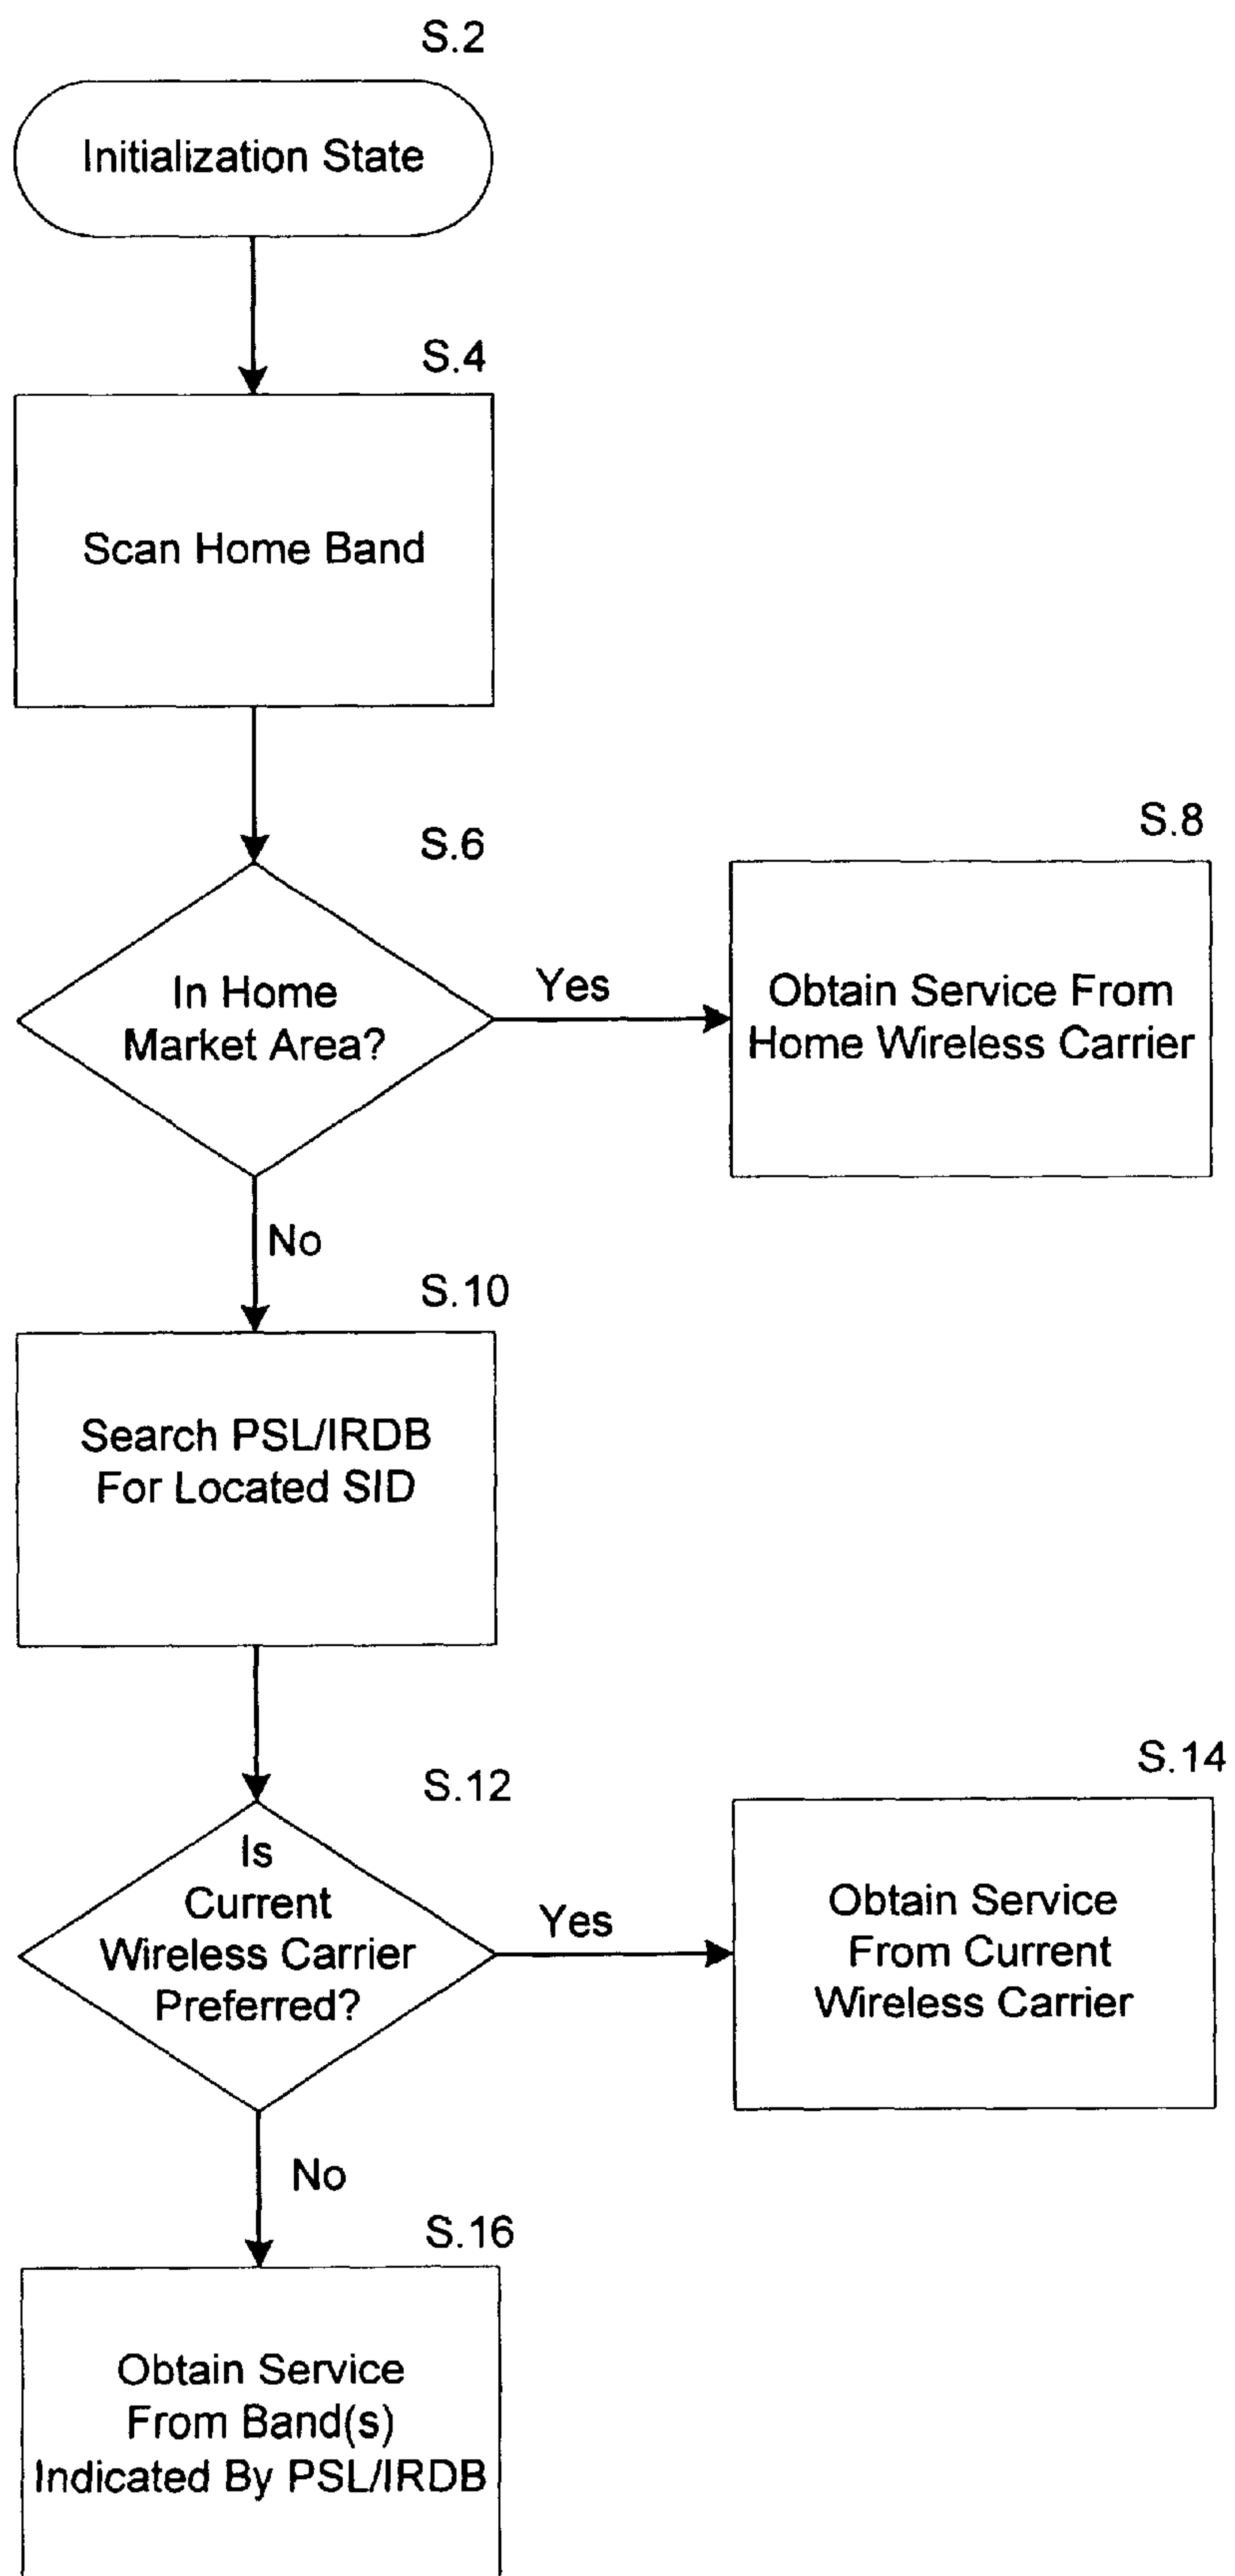 S.2
Initialization State
S.4
Scan Home Band
S.6
In Home
Market Area?
Yes
S.8
Obtain Service From
Home Wireless Carrier
No
S.10
Search PSL/IRDB
For Located SID
S.12
Is
Current
Wireless Carrier
Preferred?
Yes
S.14
Obtain Service
From Current
Wireless Carrier
No
S.16
Obtain Service
From Band(s)
Indicated By PSL/IRDB